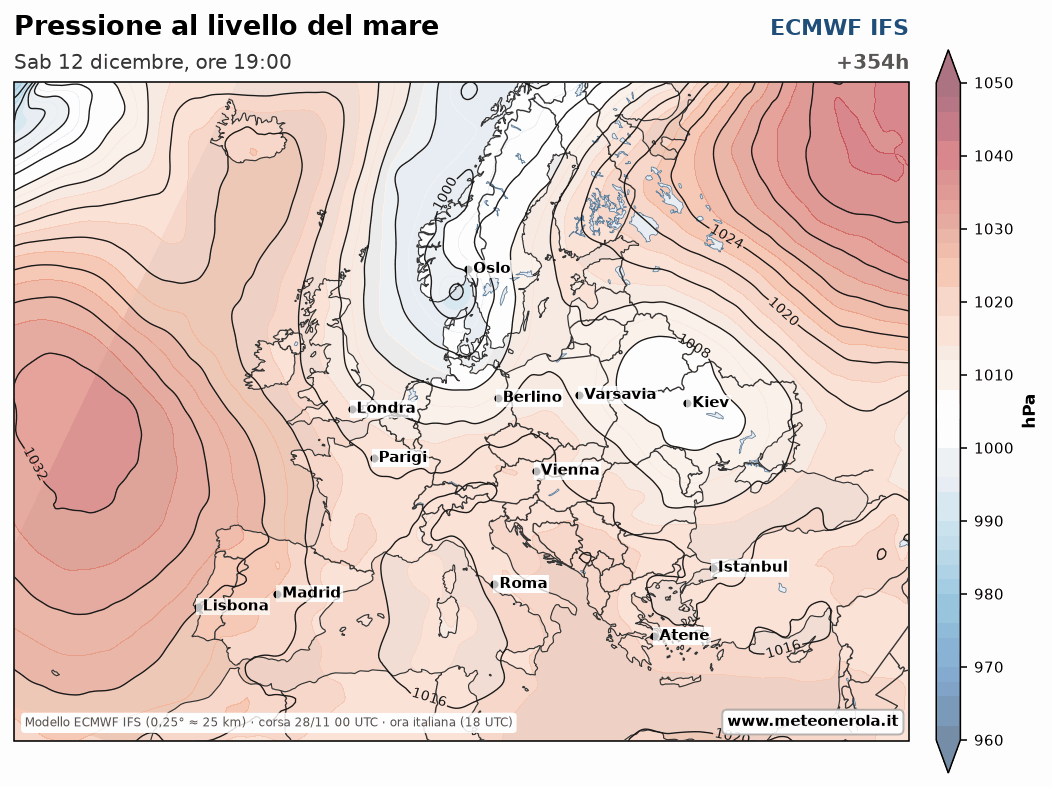 Pressione al livello del mare
ECMWF IFS
Sab 12 dicembre, ore 19:00
+354h
1050
1040
1030
1020
1010
1000
990
980
970
960
hPa
1000
1024
1020
1008
1032
1016
1016
1020
Oslo
Londra
Berlino
Varsavia
Kiev
Parigi
Vienna
Istanbul
Roma
Madrid
Lisbona
Atene
Modello ECMWF IFS (0,25° ≈ 25 km) · corsa 28/11 00 UTC · ora italiana (18 UTC)
www.meteonerola.it